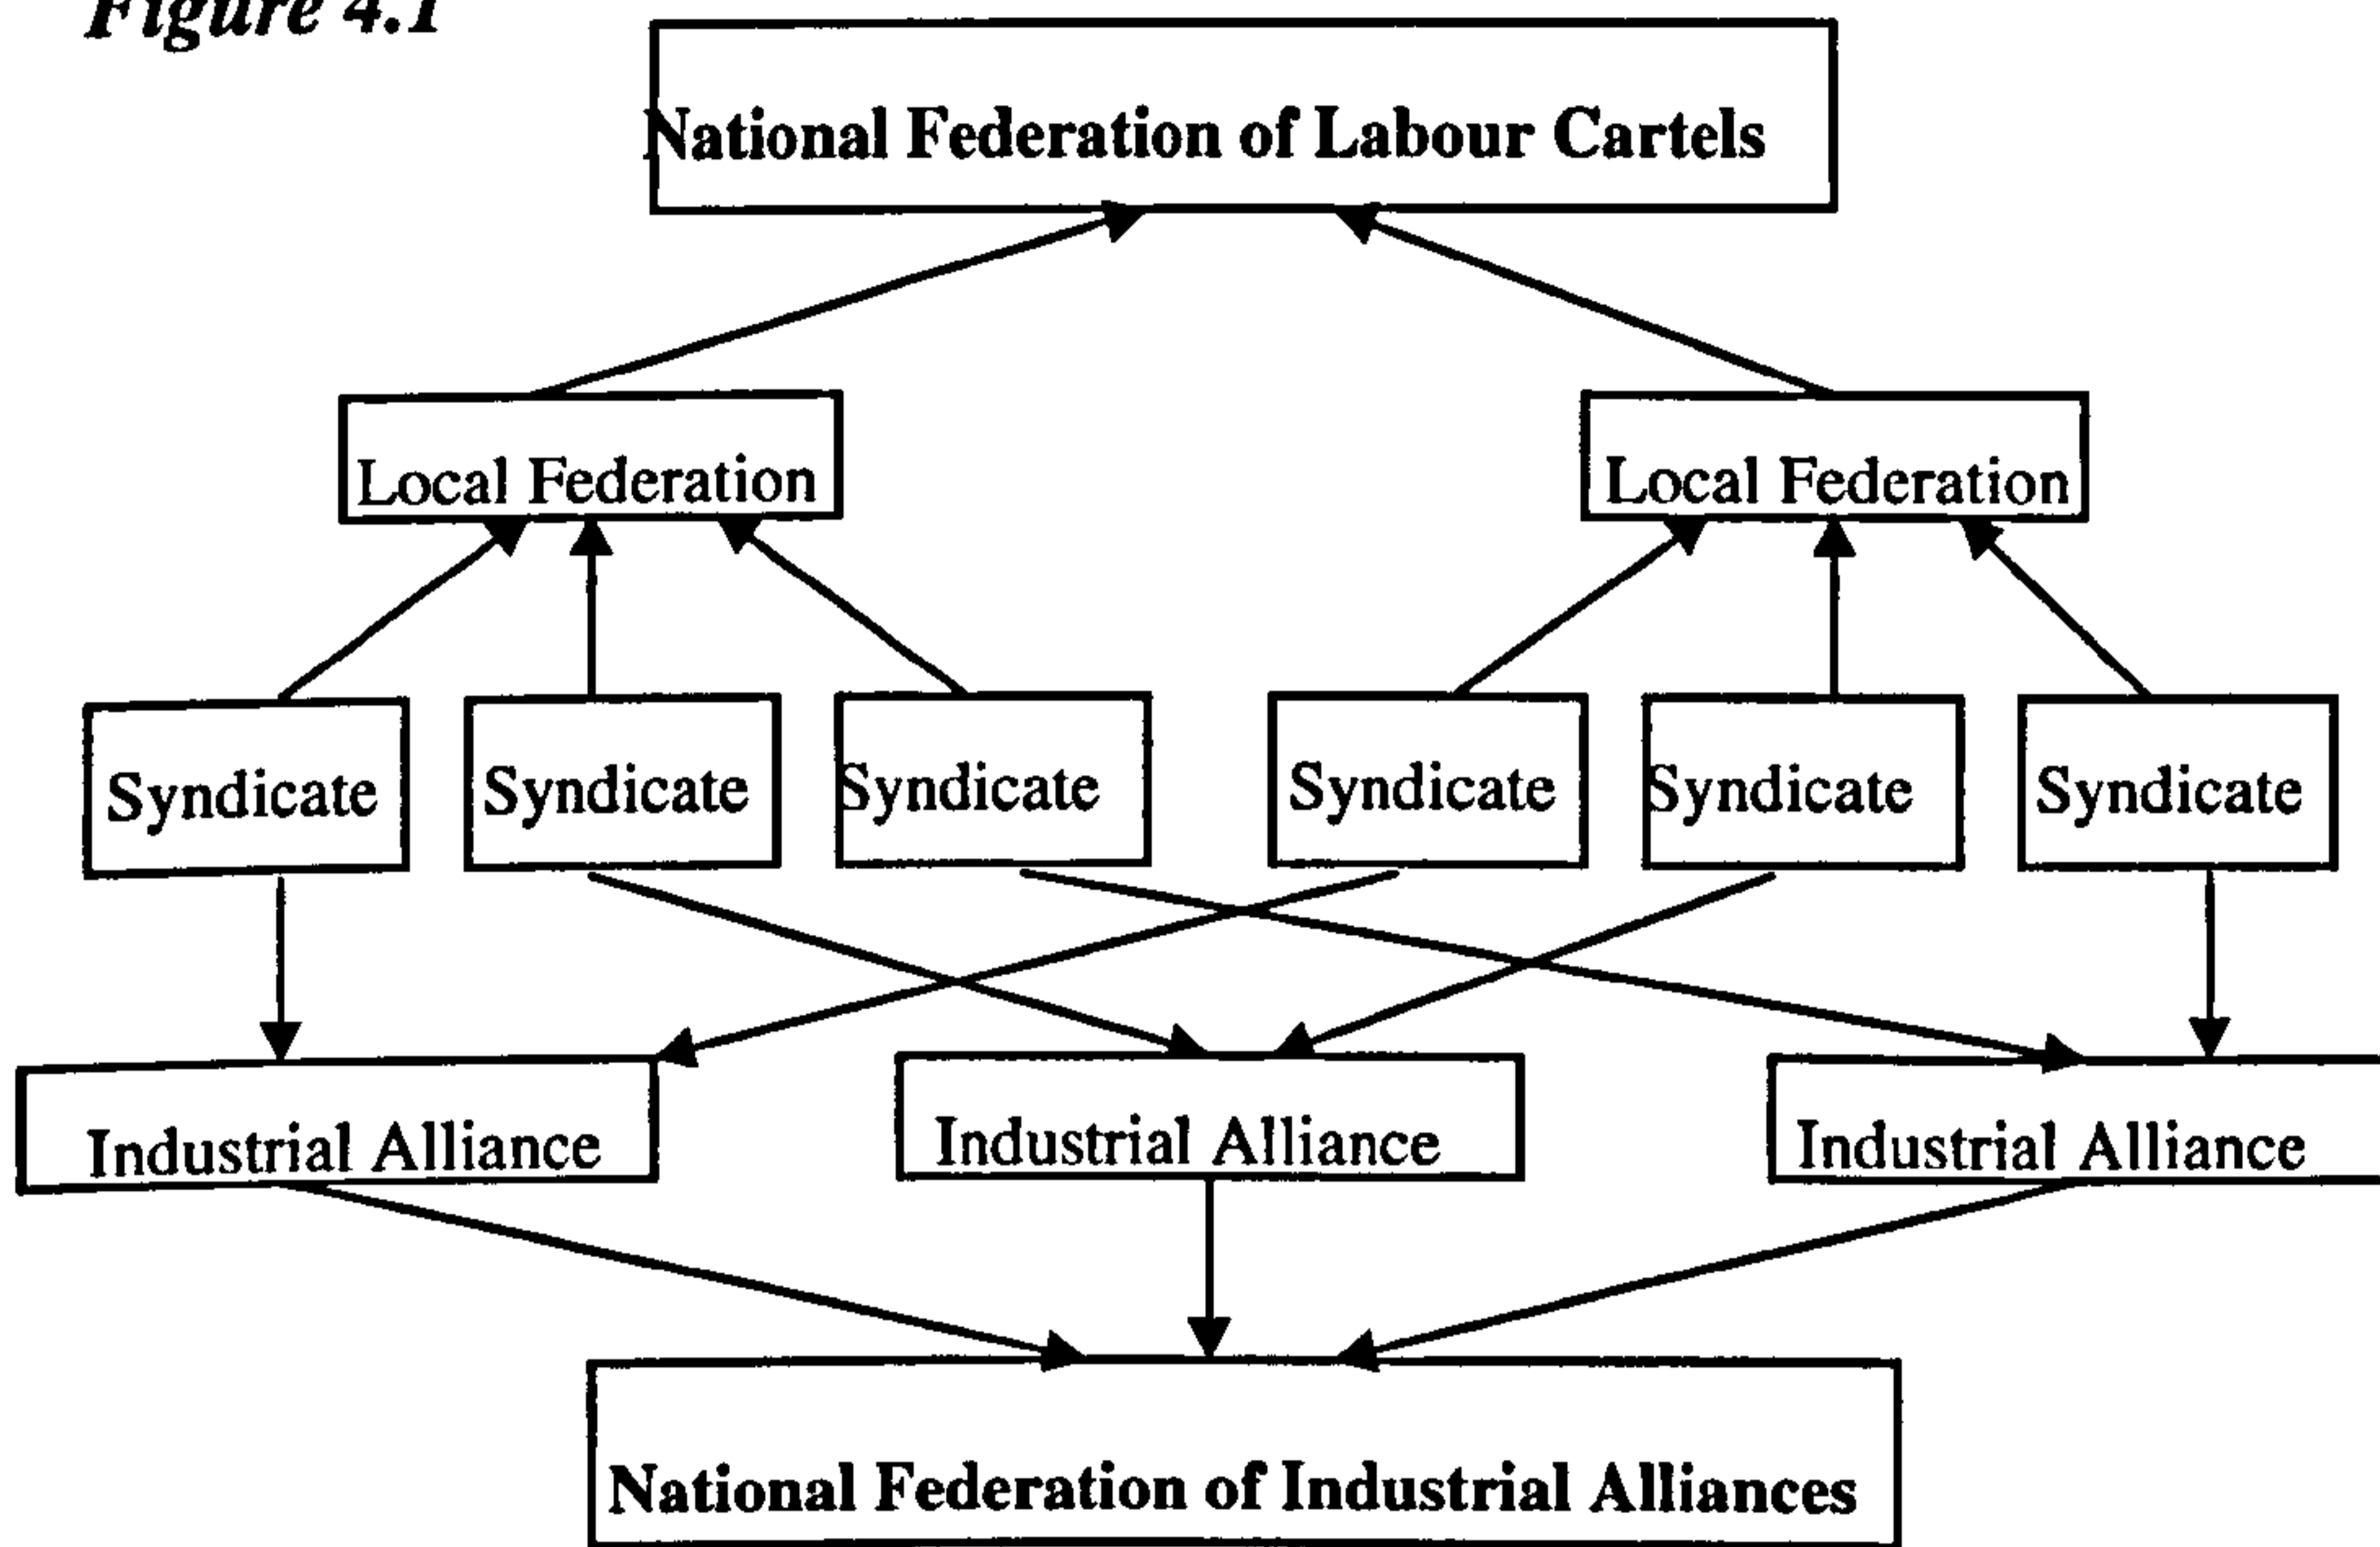 Figure 4.1
National Federation of Labour Cartels
Local Federation
Local Federation
Syndicate
Syndicate
Syndicate
Syndicate
Syndicate
Syndicate
Industrial Alliance
Industrial Alliance
Industrial Alliance
National Federation of Industrial Alliances